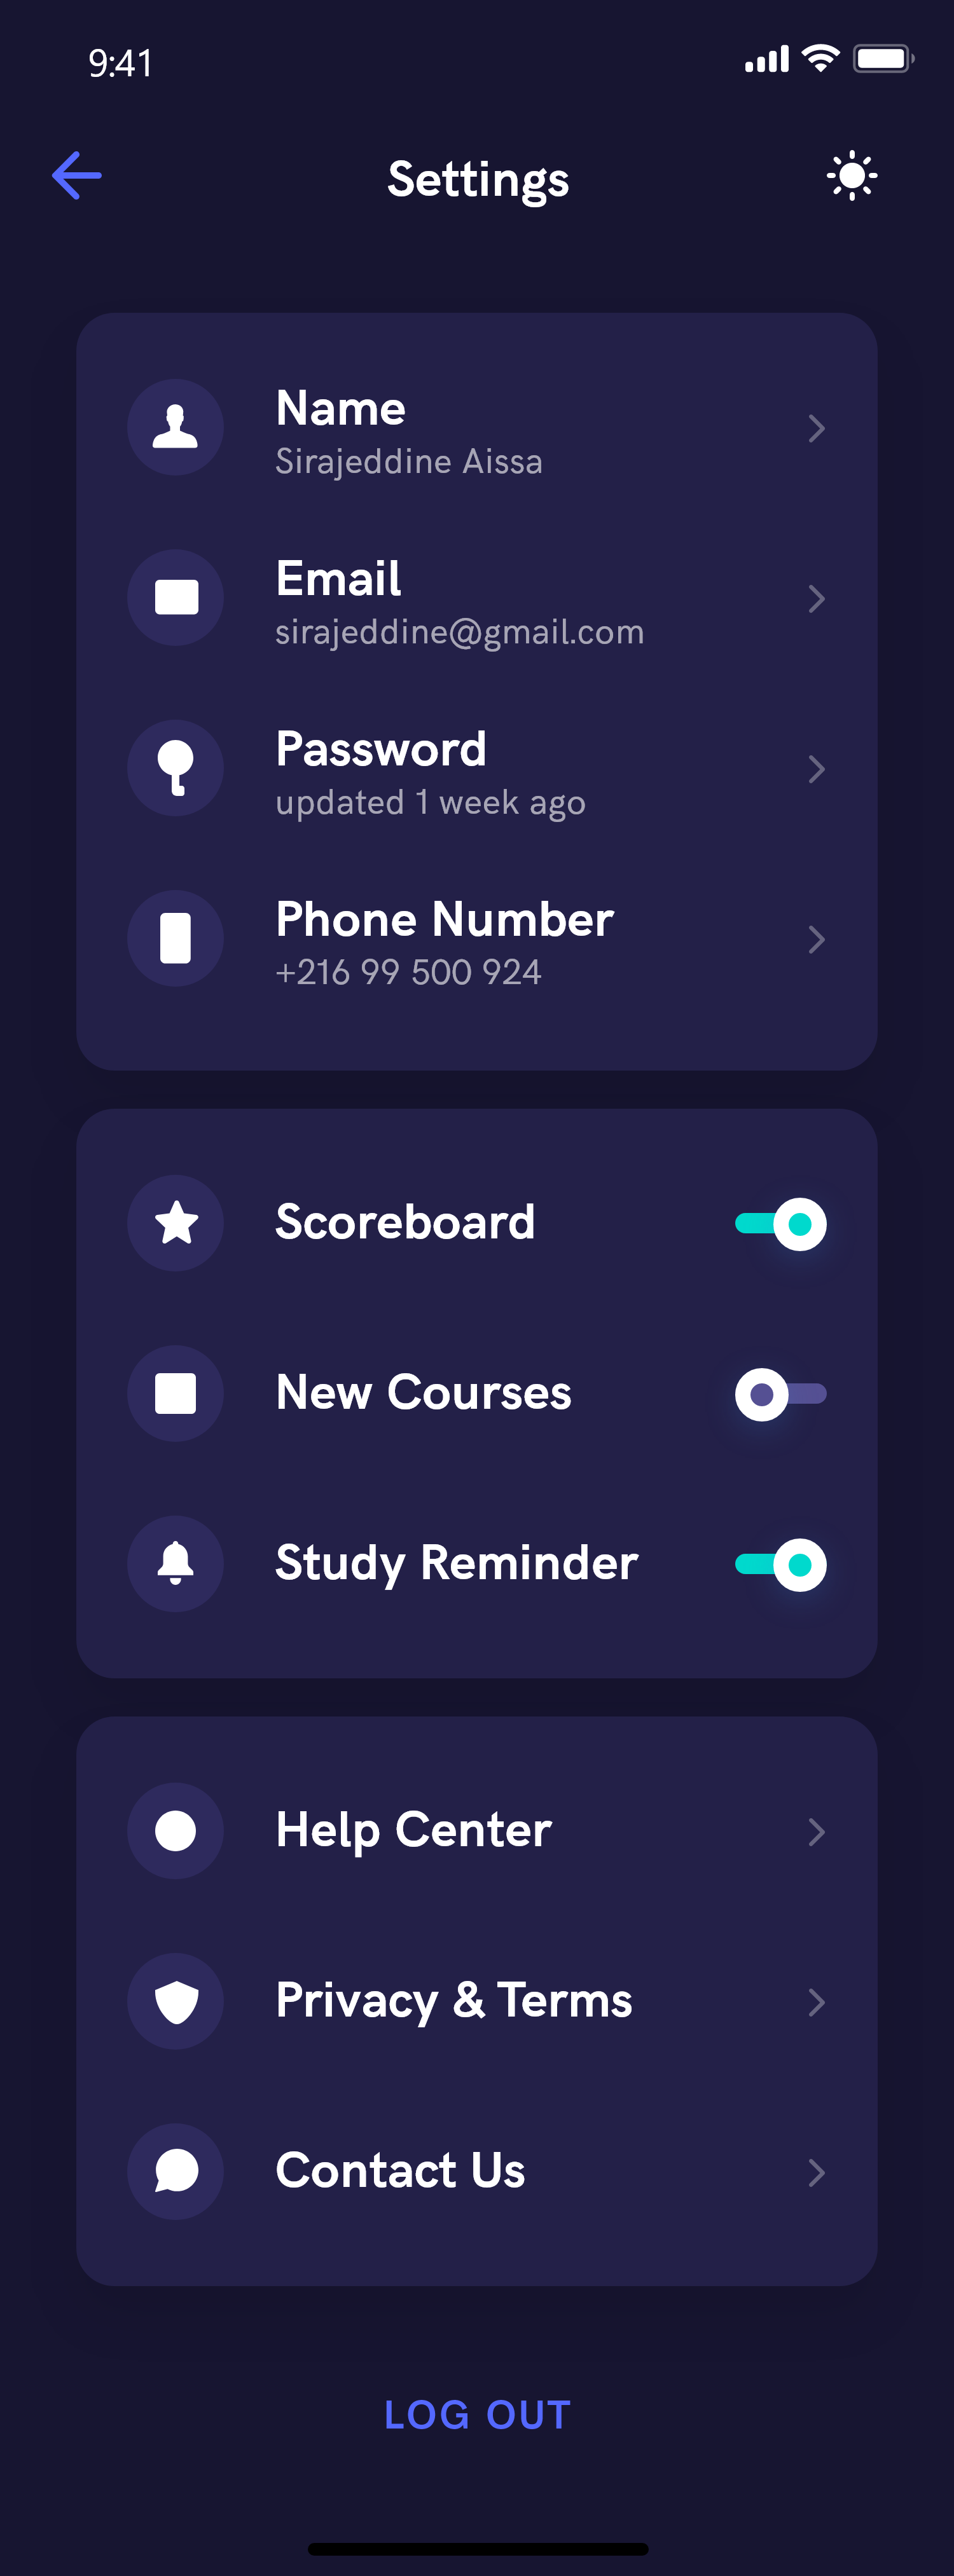 9:41
Settings
Name
Sirajeddine Aissa
Email
sirajeddine@gmail.com
Password
updated 1 week ago
Phone Number
+216 99 500 924
Scoreboard
New Courses
Study Reminder
Help Center
Privacy & Terms
Contact Us
LOG OUT